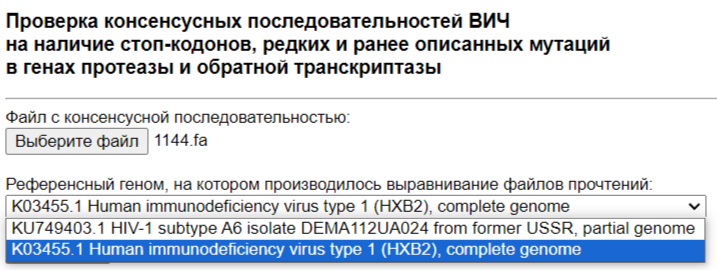 Проверка консенсусных последовательностей ВИЧ
на наличие стоп-кодонов, редких и ранее описанных мутаций
в генах протеазы и обратной транскриптазы
Файл с консенсусной последовательностью:
Выберите файл 1144.fa
Референсный геном, на котором производилось выравнивание файлов прочтений:
K03455.1 Human immunodeficiency virus type 1 (HXB2), complete genome
KU749403.1 HIV-1 subtype A6 isolate DEMA112UA024 from former USSR, partial genome
K03455.1 Human immunodeficiency virus type 1 (HXB2), complete genome